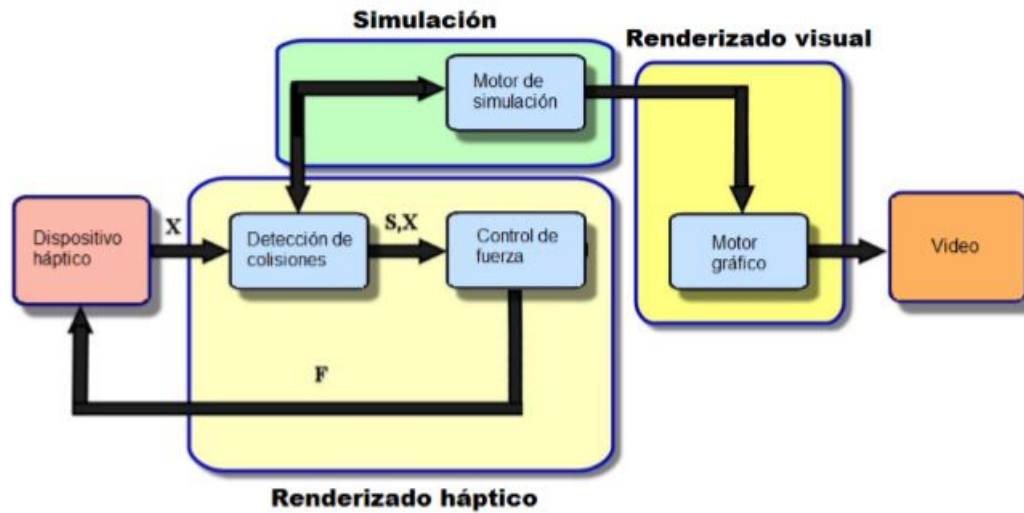 Simulación
Renderizado visual
Motor de
simulación
Dispositivo
háptico
X
Detección de
colisiones
S,X
Control de
fuerza
Motor
gráfico
Video
F
Renderizado háptico